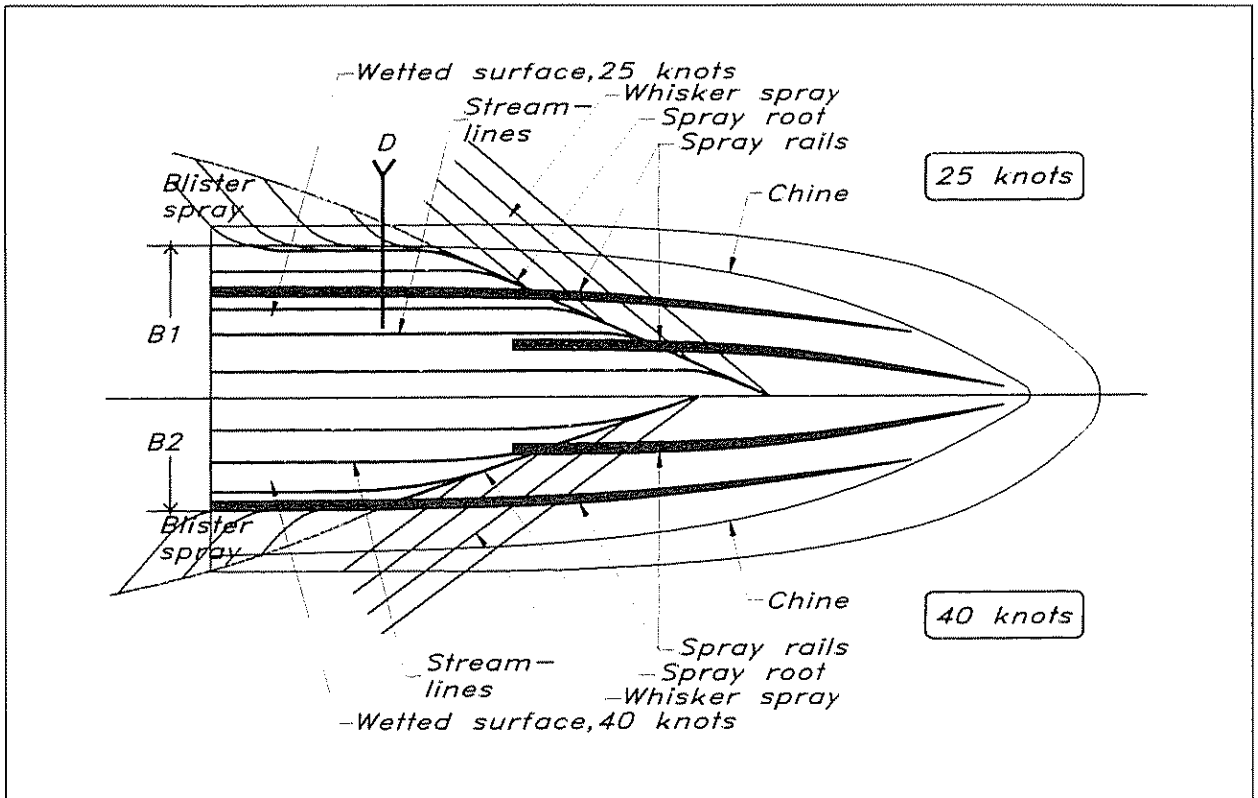 Wetted surface, 25 knots
Whisker spray
Stream-
lines
Spray root
D
Spray rails
25 knots
Blister
spray
Chine
B1
B2
Blister
spray
Chine
40 knots
Spray rails
Stream-
lines
Spray root
Whisker spray
Wetted surface, 40 knots